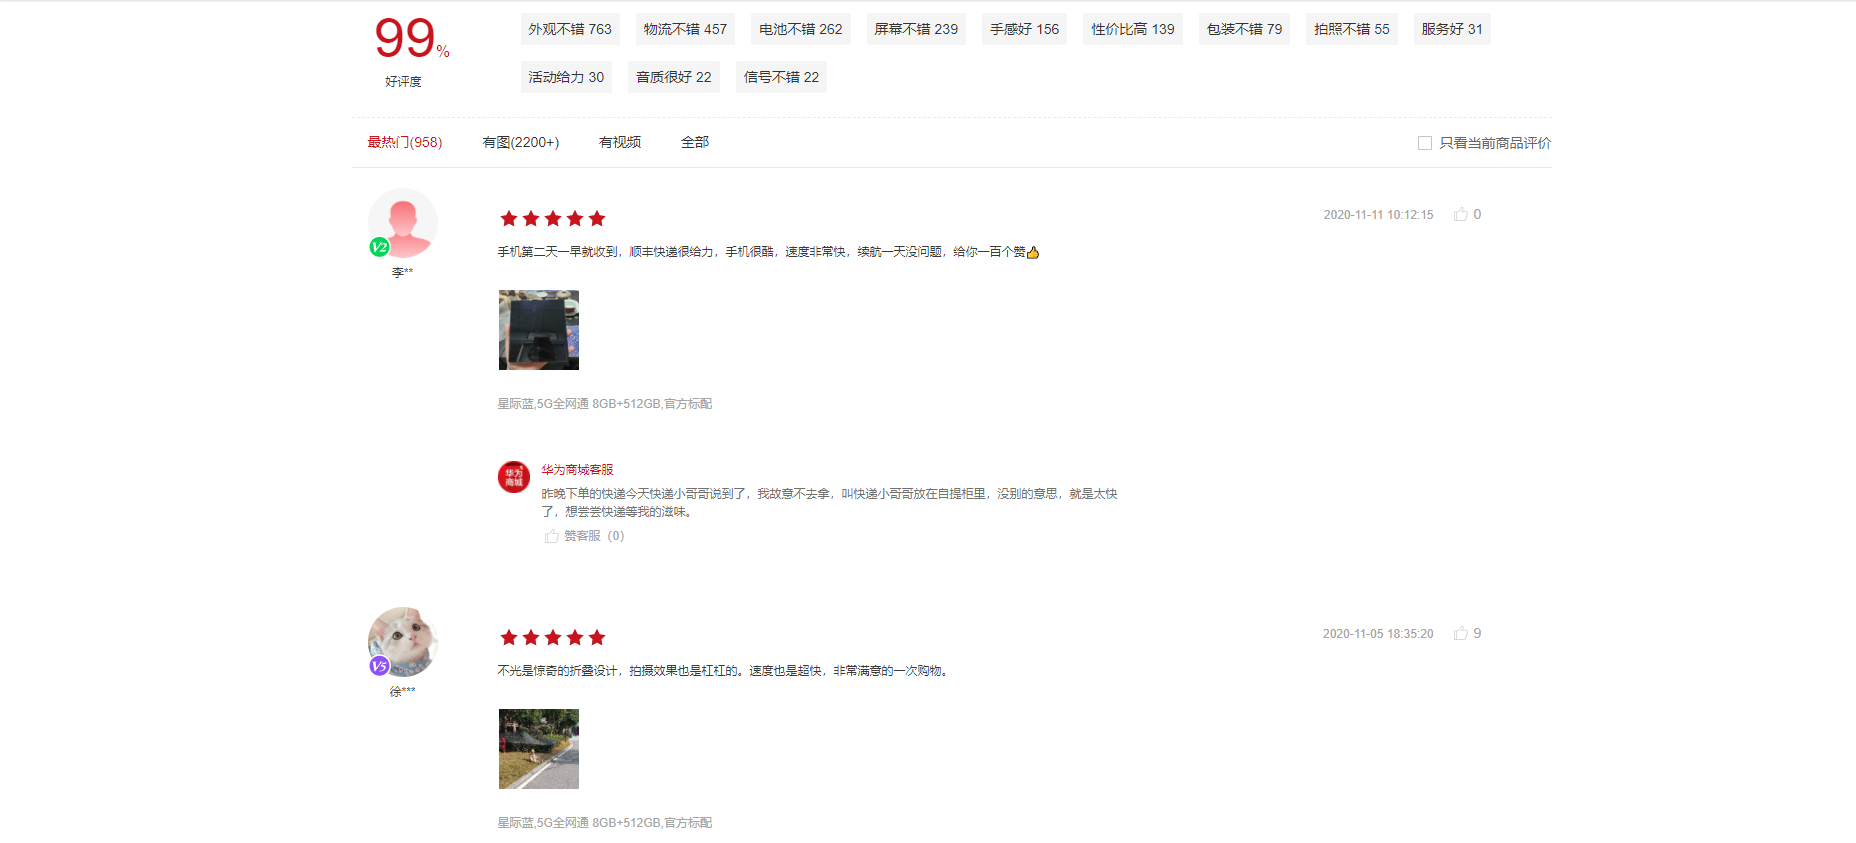 99%
好评度
外观不错 763
物流不错 457
电池不错 262
屏幕不错 239
手感好 156
性价比高 139
包装不错 79
拍照不错 55
服务好 31
活动给力 30
音质很好 22
信号不错 22
最热门(958)
有图(2200+)
有视频
全部
只看当前商品评价
2020-11-11 10:12:15
0
手机第二天一早就收到，顺丰快递很给力，手机很酷，速度非常快，续航一天没问题，给你一百个赞👍
V2
李**
星际蓝,5G全网通 8GB+512GB,官方标配
华为
商城
华为商城客服
昨晚下单的快递今天快递小哥哥说到了，我故意不去拿，叫快递小哥哥放在自提柜里，没别的意思，就是太快
了，想尝尝快递等我的滋味。
赞客服（0）
2020-11-05 18:35:20
9
不光是惊奇的折叠设计，拍摄效果也是杠杠的。速度也是超快，非常满意的一次购物。
V5
徐***
星际蓝,5G全网通 8GB+512GB,官方标配